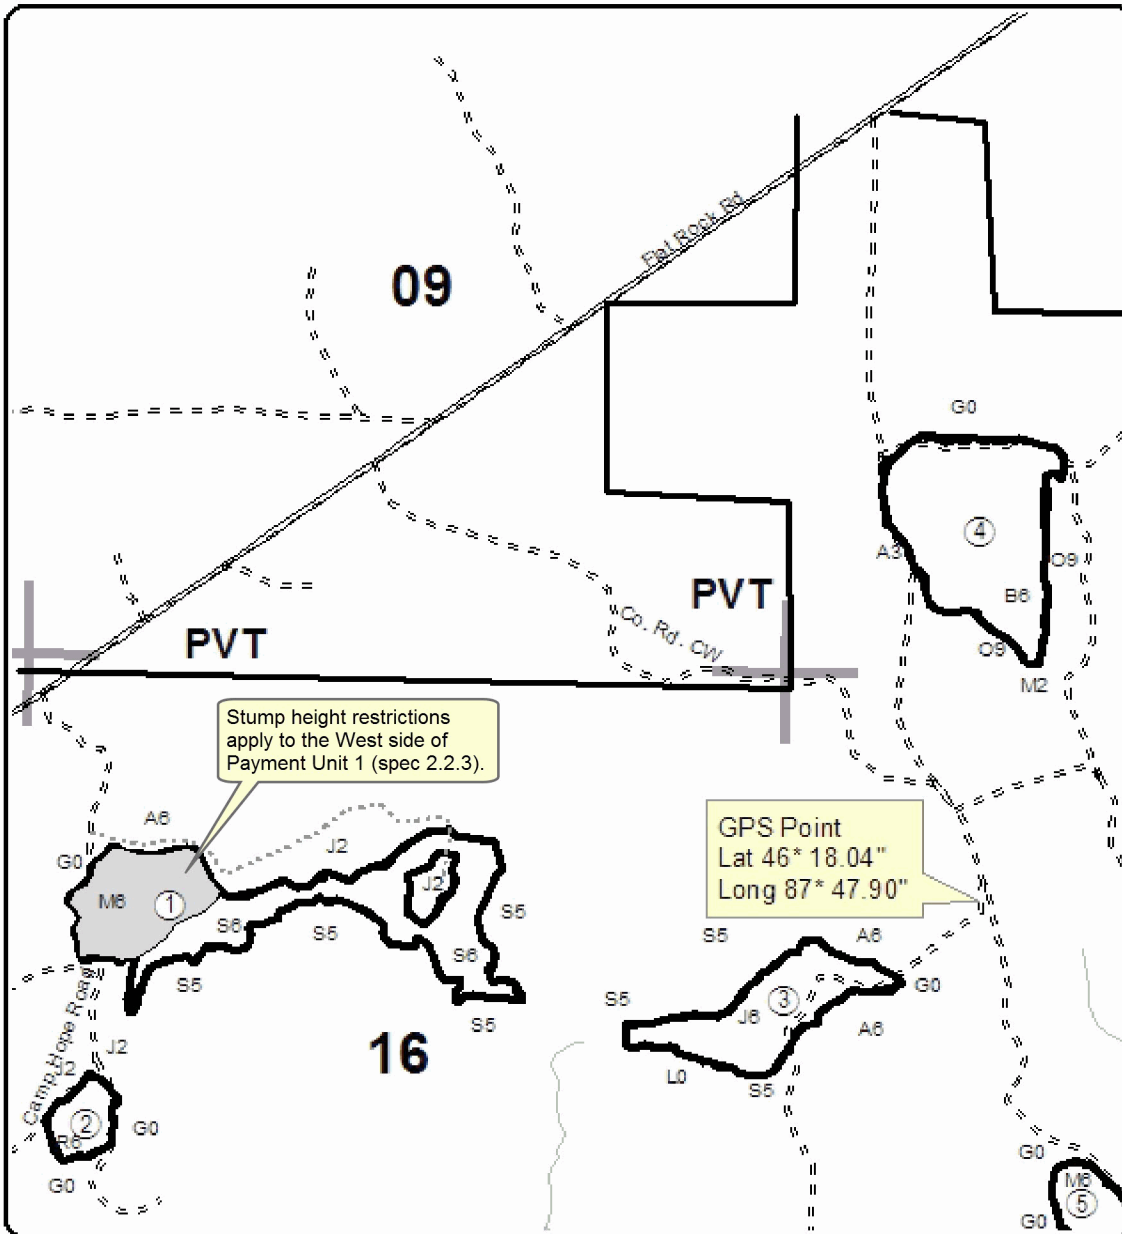 Flat Rock Rd
09
G0
4
A3
O9
B6
PVT
Co. Rd. CW
PVT
O9
M2
Stump height restrictions
apply to the West side of
Payment Unit 1 (spec 2.2.3).
A6
J2
GPS Point
Lat 46* 18.04"
Long 87* 47.90"
G0
J2
M6
1
S6
S5
S5
S5
A6
S6
S5
G0
S5
3
S5
J6
A6
16
Camp Hope Road
J2
J2
L0
S5
2
G0
R6
G0
G0
M6
5
G0